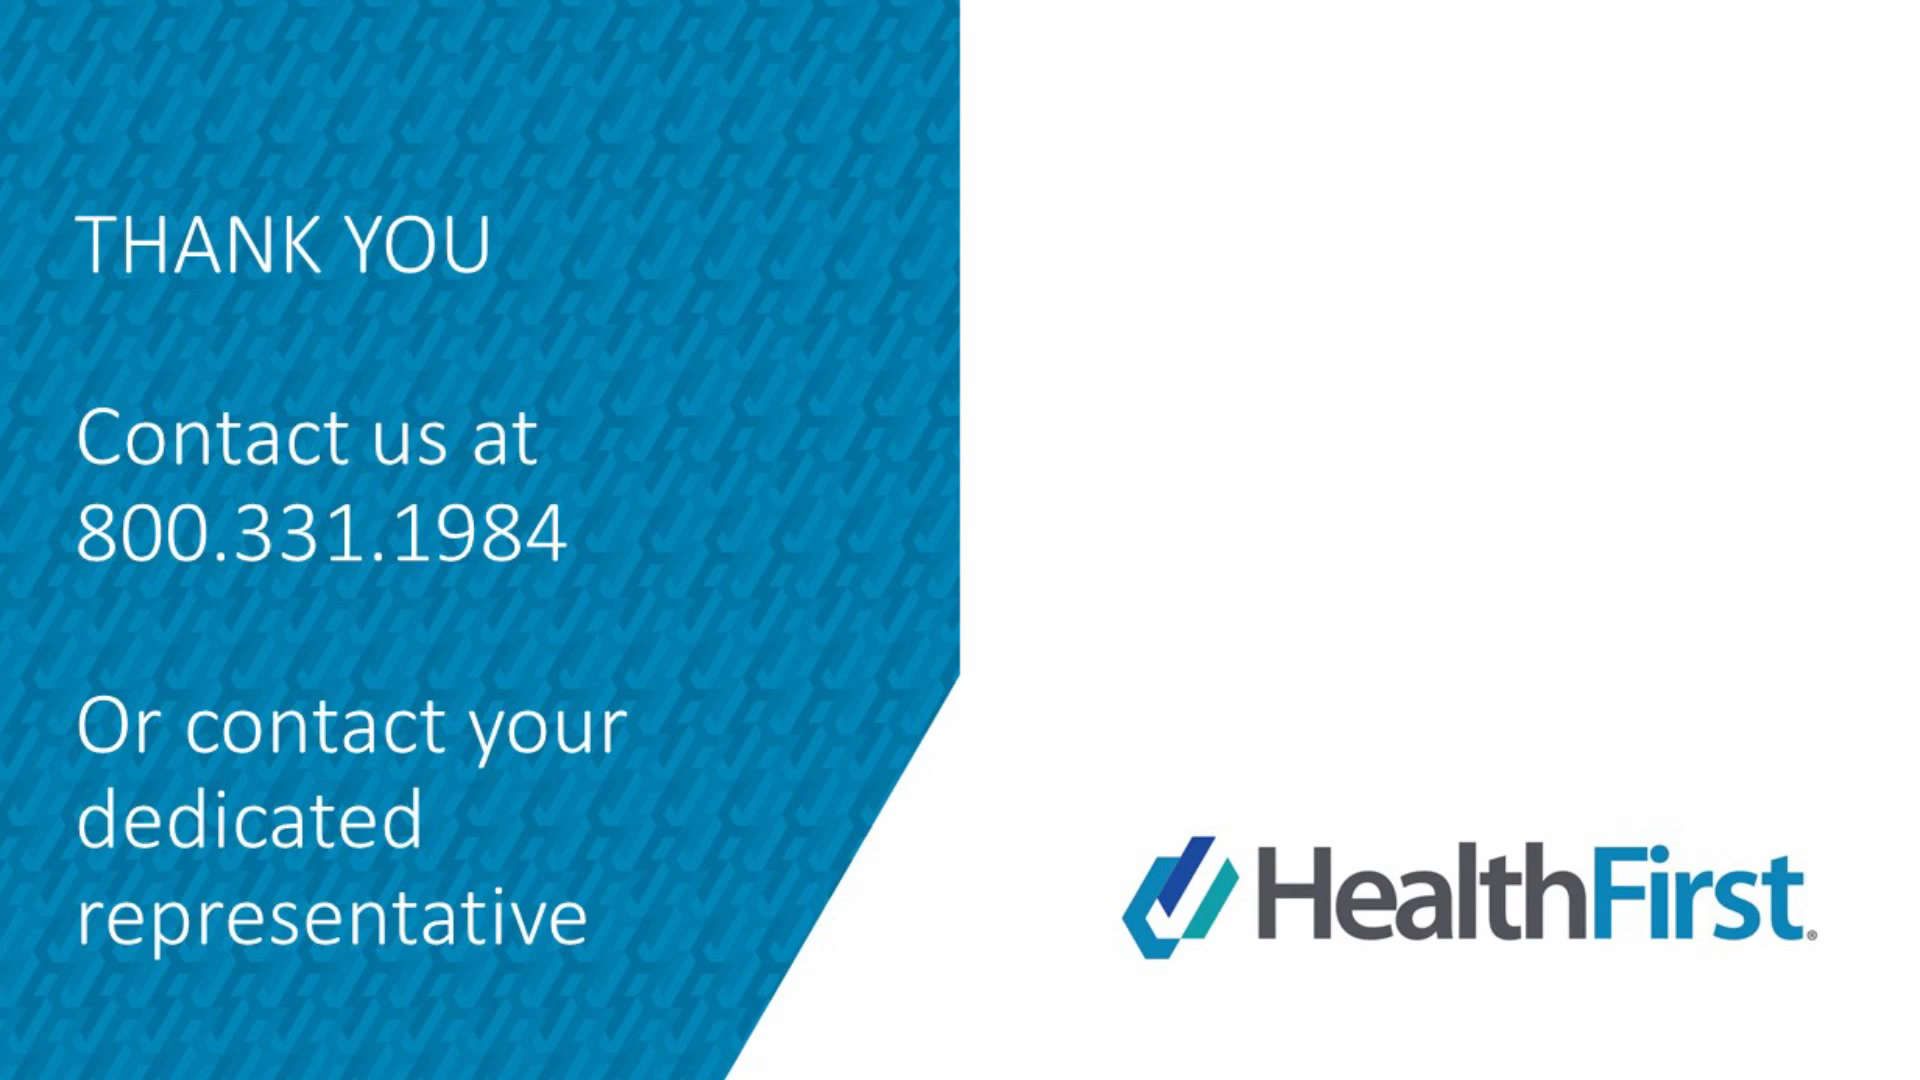 THANK YOU
Contact us at
800.331.1984
Or contact your
dedicated
representative
HealthFirst®